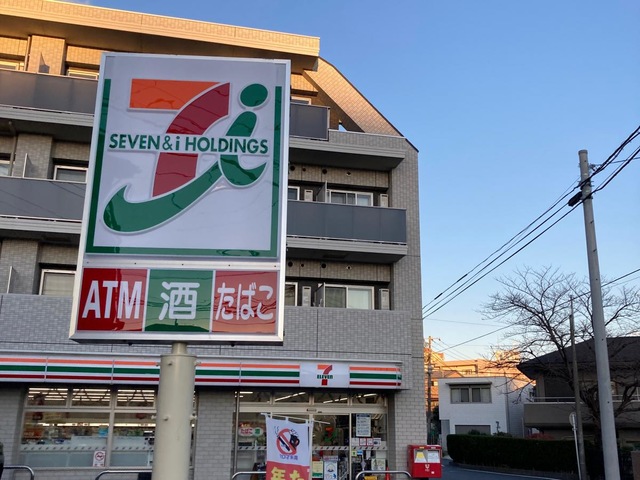 SEVEN & i HOLDINGS
ATM 酒 たばこ
7
ELEVEN